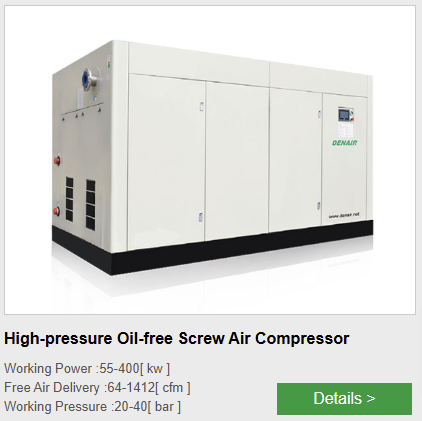 DENAIR
www.denair.net
High-pressure Oil-free Screw Air Compressor
Working Power :55-400[ kw ]
Free Air Delivery :64-1412[ cfm ]
Working Pressure :20-40[ bar ]
Details >